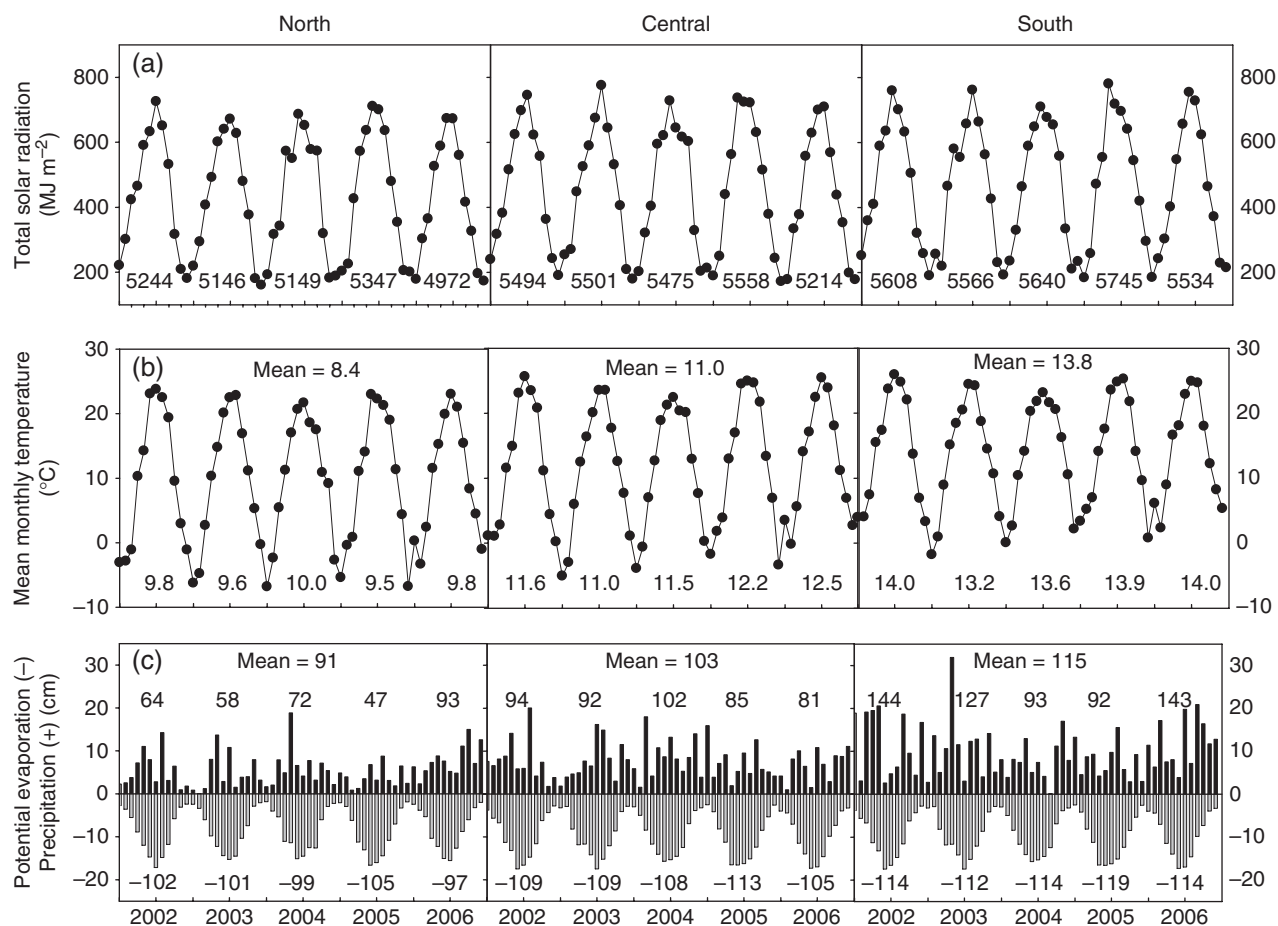 North Central South
(a)
Total solar radiation
(MJ m–2)
800 800
600 600
400 400
200 200
5244 5146 5149 5347 4972 5494 5501 5475 5558 5214 5608 5566 5640 5745 5534
(b)
Mean monthly temperature
(°C)
30 30
Mean = 8.4 Mean = 11.0 Mean = 13.8
20 20
10 10
0 0
9.8 9.6 10.0 9.5 9.8 11.6 11.0 11.5 12.2 12.5 14.0 13.2 13.6 13.9 14.0
–10 –10
(c)
Potential evaporation (–)
Precipitation (+) (cm)
30 Mean = 91 Mean = 103 Mean = 115 30
64 58 72 47 93 94 92 102 85 81 144 127 93 92 143
20 20
10 10
0 0
–10 –10
–20 –20
–102 –101 –99 –105 –97 –109 –109 –108 –113 –105 –114 –112 –114 –119 –114
2002 2003 2004 2005 2006 2002 2003 2004 2005 2006 2002 2003 2004 2005 2006